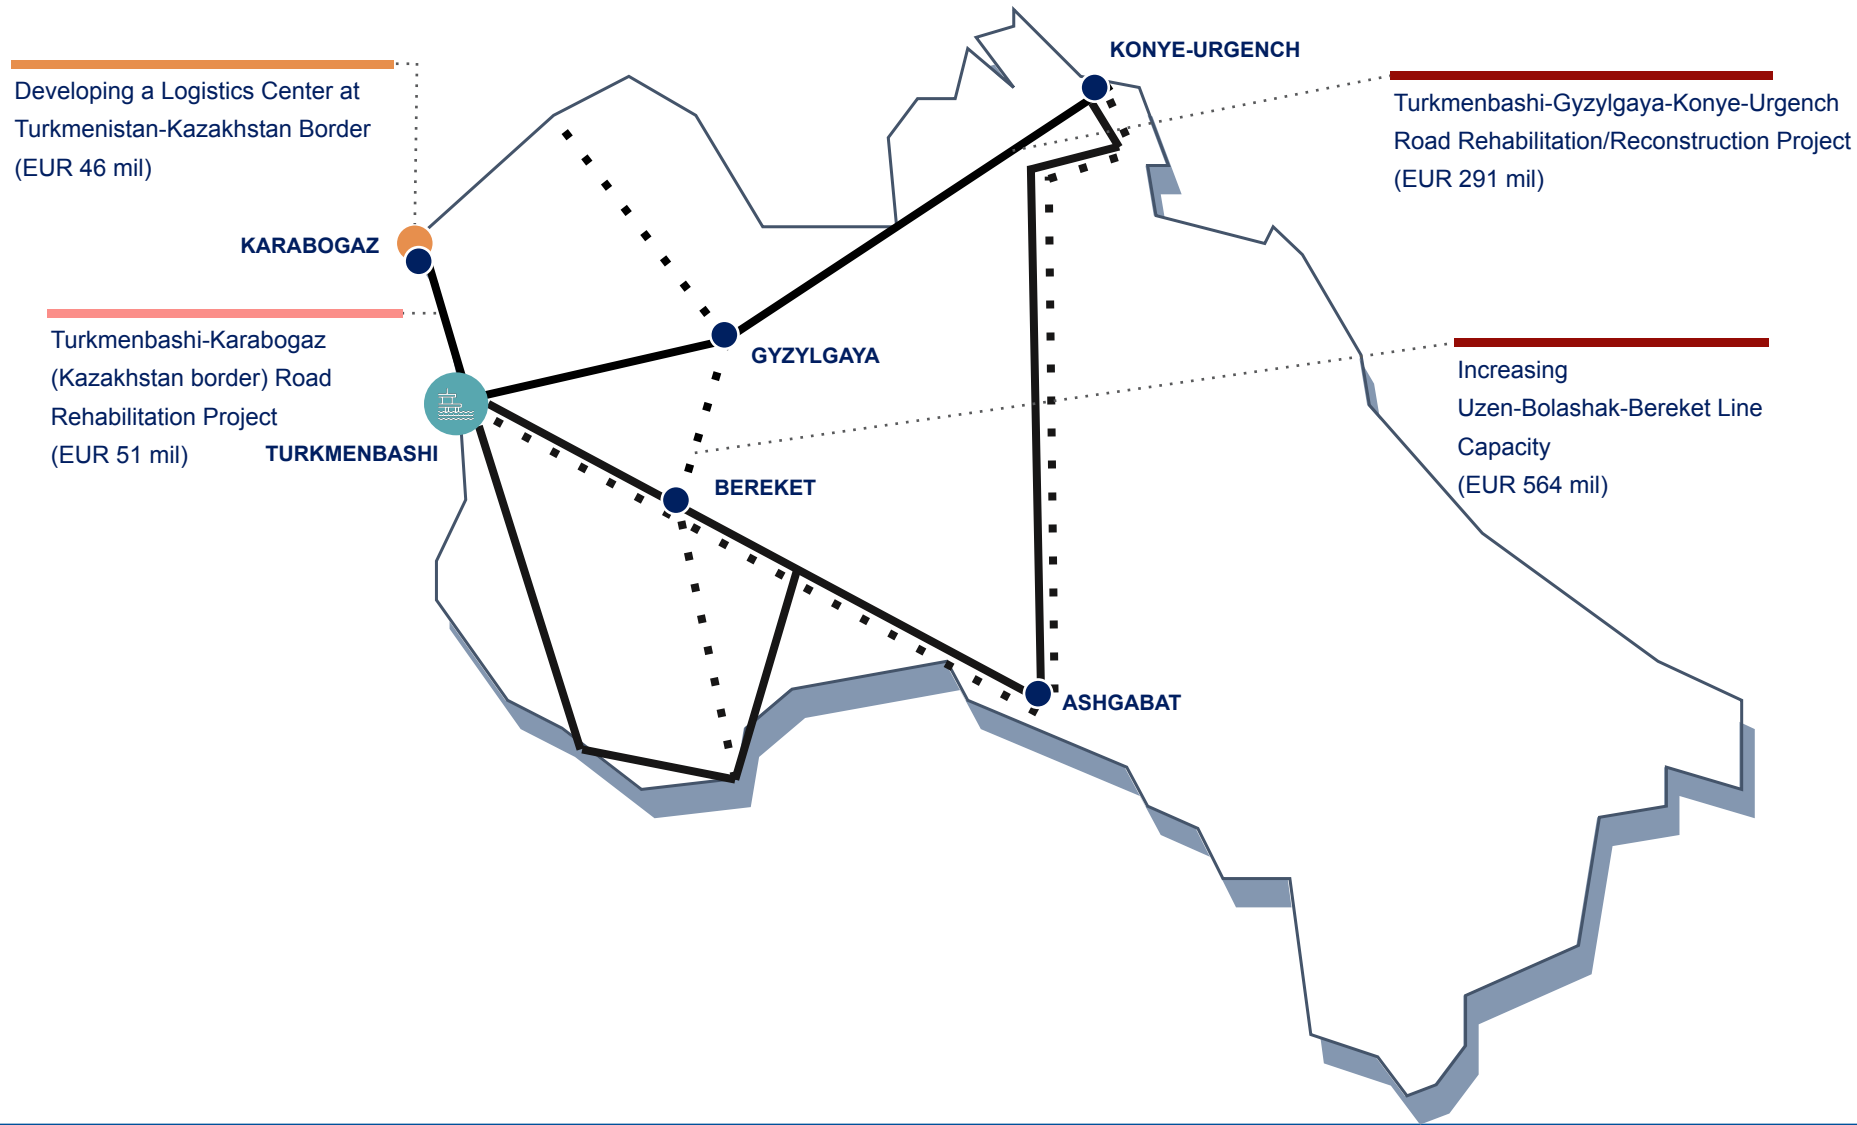 KONYE-URGENCH
Developing a Logistics Center at
Turkmenistan-Kazakhstan Border
(EUR 46 mil)
Turkmenbashi-Gyzylgaya-Konye-Urgench
Road Rehabilitation/Reconstruction Project
(EUR 291 mil)
KARABOGAZ
Turkmenbashi-Karabogaz
(Kazakhstan border) Road
Rehabilitation Project
(EUR 51 mil)
GYZYLGAYA
Increasing
Uzen-Bolashak-Bereket Line
Capacity
(EUR 564 mil)
TURKMENBASHI
BEREKET
ASHGABAT